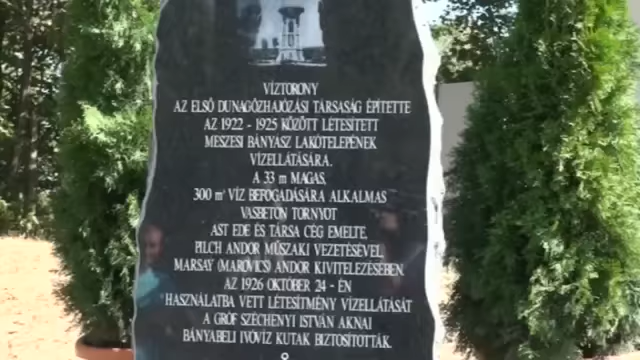 VÍZTORONY
AZ ELSŐ DUNAGŐZHAJÓZÁSI TÁRSASÁG ÉPÍTETTE
AZ 1922 - 1925 KÖZÖTT LÉTESÍTETT
MESZESI BÁNYÁSZ LAKÓTELEPÉNEK
VÍZELLÁTÁSÁRA.
A 33 m MAGAS,
300 m³ VÍZ BEFOGADÁSÁRA ALKALMAS
VASBETON TORNYOT
AST EDE ÉS TÁRSA CÉG EMELTE,
PILCH ANDOR MŰSZAKI VEZETÉSÉVEL,
MARSAY (MAROVICS) ANDOR KIVITELEZÉSÉBEN.
AZ 1926 OKTÓBER 24 - ÉN
HASZNÁLATBA VETT LÉTESÍTMÉNY VÍZELLÁTÁSÁT
A GRÓF SZÉCHENYI ISTVÁN AKNAI
BÁNYABELI IVÓVÍZ KUTAK BIZTOSÍTOTTÁK.